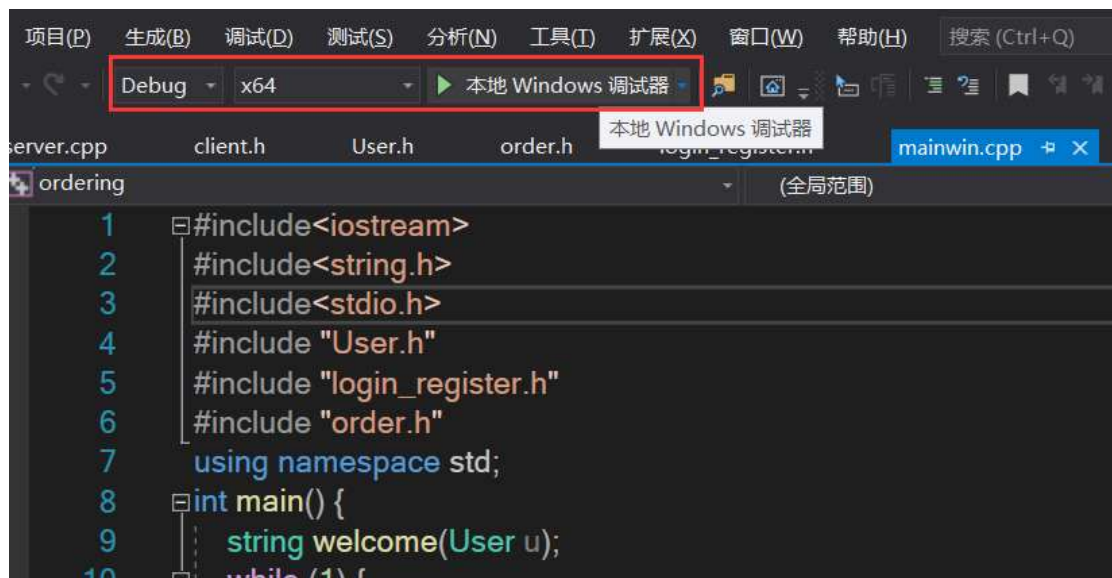 项目(P) 生成(B) 调试(D) 测试(S) 分析(N) 工具(T) 扩展(X) 窗口(W) 帮助(H) 搜索 (Ctrl+Q)
Debug x64 本地 Windows 调试器
本地 Windows 调试器
server.cpp client.h User.h order.h login_register.h mainwin.cpp
ordering (全局范围)
1 #include<iostream>
2 #include<string.h>
3 #include<stdio.h>
4 #include "User.h"
5 #include "login_register.h"
6 #include "order.h"
7 using namespace std;
8 int main() {
9 string welcome(User u);
10 while (1) {